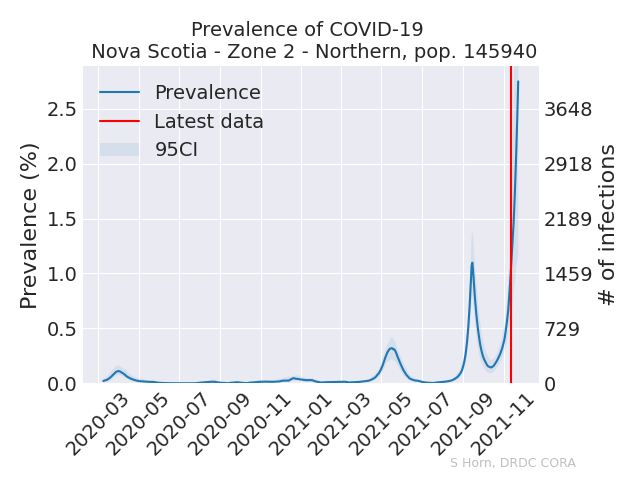 Prevalence of COVID-19
Nova Scotia - Zone 2 - Northern, pop. 145940
Prevalence
Latest data
95CI
Prevalence (%)
2.5
2.0
1.5
1.0
0.5
0.0
# of infections
3648
2918
2189
1459
729
0
2020-03
2020-05
2020-07
2020-09
2020-11
2021-01
2021-03
2021-05
2021-07
2021-09
2021-11
S Horn, DRDC CORA